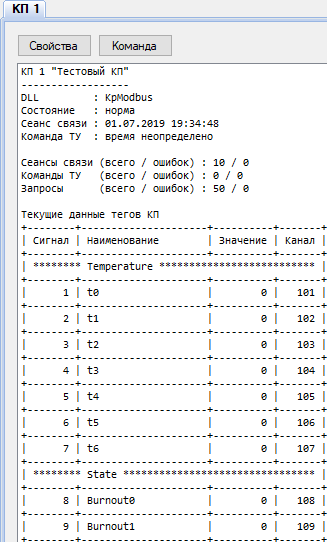 КП 1
Свойства Команда
КП 1 "Тестовый КП"
------------------
DLL : KpModbus
Состояние : норма
Сеанс связи : 01.07.2019 19:34:48
Команда ТУ : время неопределено
Сеансы связи (всего / ошибок) : 10 / 0
Команды ТУ (всего / ошибок) : 0 / 0
Запросы (всего / ошибок) : 50 / 0
Текущие данные тегов КП
+--------+---------------------+----------+-------+
| Сигнал | Наименование | Значение | Канал |
+--------+---------------------+----------+-------+
| ******** Temperature ************************** |
+--------+---------------------+----------+-------+
| 1 | t0 | 0 | 101 |
+--------+---------------------+----------+-------+
| 2 | t1 | 0 | 102 |
+--------+---------------------+----------+-------+
| 3 | t2 | 0 | 103 |
+--------+---------------------+----------+-------+
| 4 | t3 | 0 | 104 |
+--------+---------------------+----------+-------+
| 5 | t4 | 0 | 105 |
+--------+---------------------+----------+-------+
| 6 | t5 | 0 | 106 |
+--------+---------------------+----------+-------+
| 7 | t6 | 0 | 107 |
+--------+---------------------+----------+-------+
| ******** State ******************************** |
+--------+---------------------+----------+-------+
| 8 | Burnout0 | 0 | 108 |
+--------+---------------------+----------+-------+
| 9 | Burnout1 | 0 | 109 |
+--------+---------------------+----------+-------+